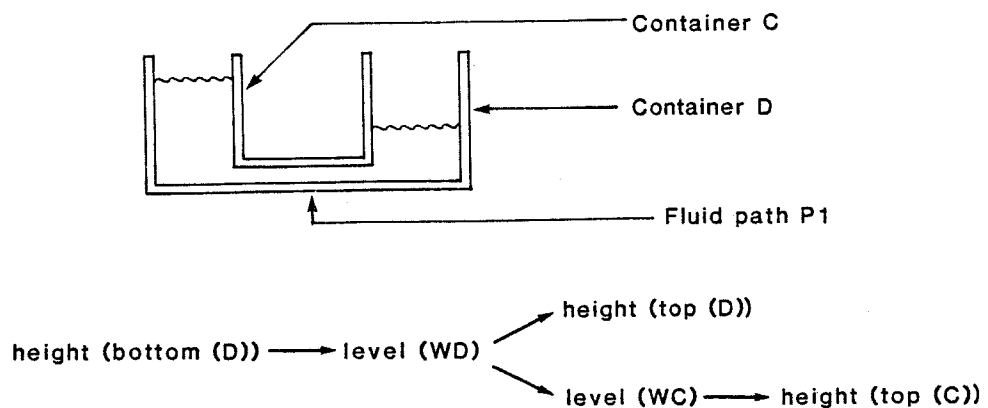 Container C
Container D
Fluid path P1
height (top (D))
height (bottom (D)) → level (WD)
level (WC) → height (top (C))